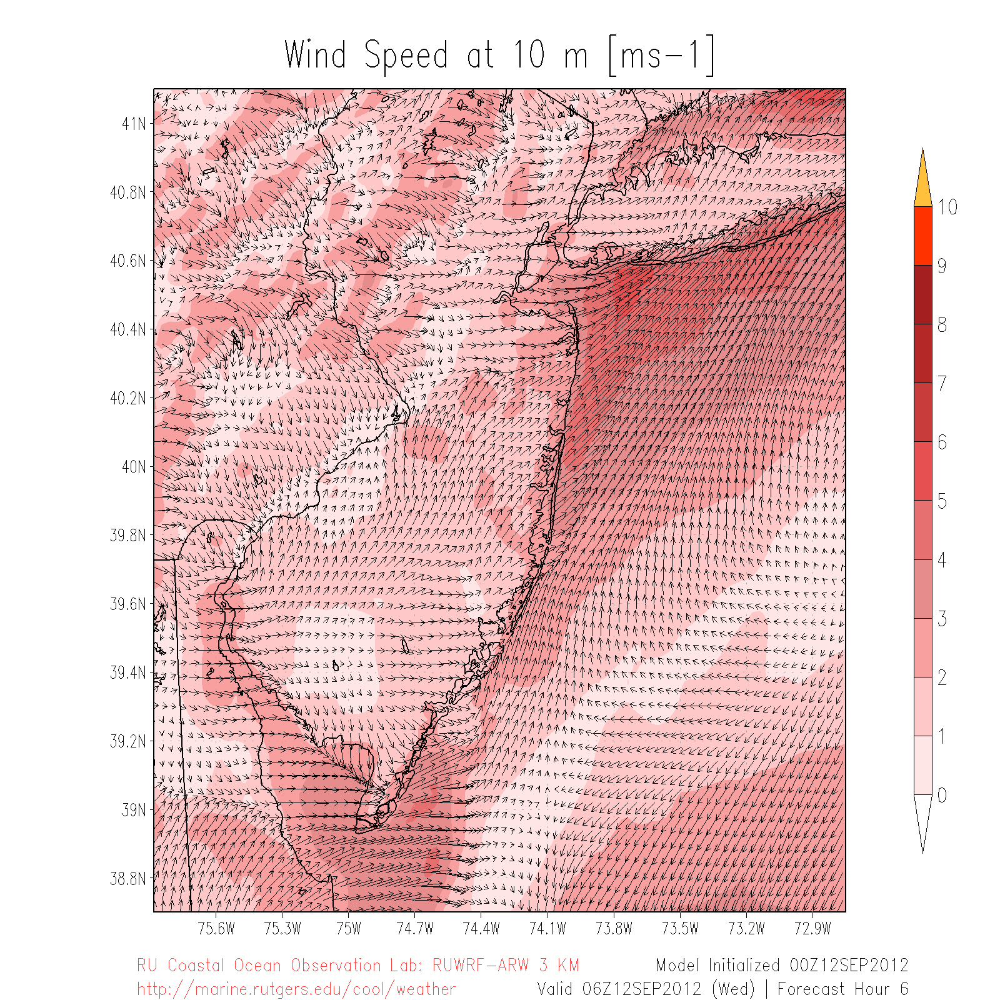 Wind Speed at 10 m [ms-1]
41N
40.8N
40.6N
40.4N
40.2N
40N
39.8N
39.6N
39.4N
39.2N
39N
38.8N
75.6W 75.3W 75W 74.7W 74.4W 74.1W 73.8W 73.5W 73.2W 72.9W
10
9
8
7
6
5
4
3
2
1
0
RU Coastal Ocean Observation Lab: RUWRF-ARW 3 KM
Model Initialized 00Z12SEP2012
http://marine.rutgers.edu/cool/weather
Valid 06Z12SEP2012 (Wed) | Forecast Hour 6